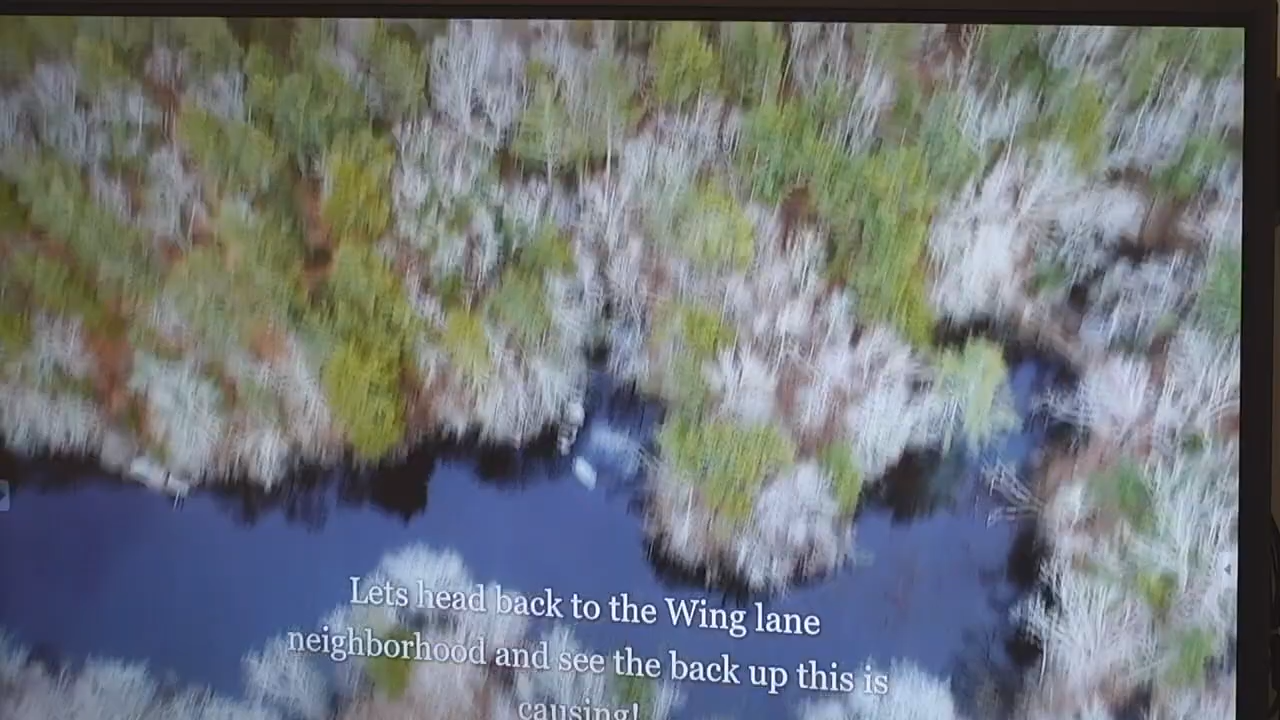 Lets head back to the Wing lane
neighborhood and see the back up this is
causing!